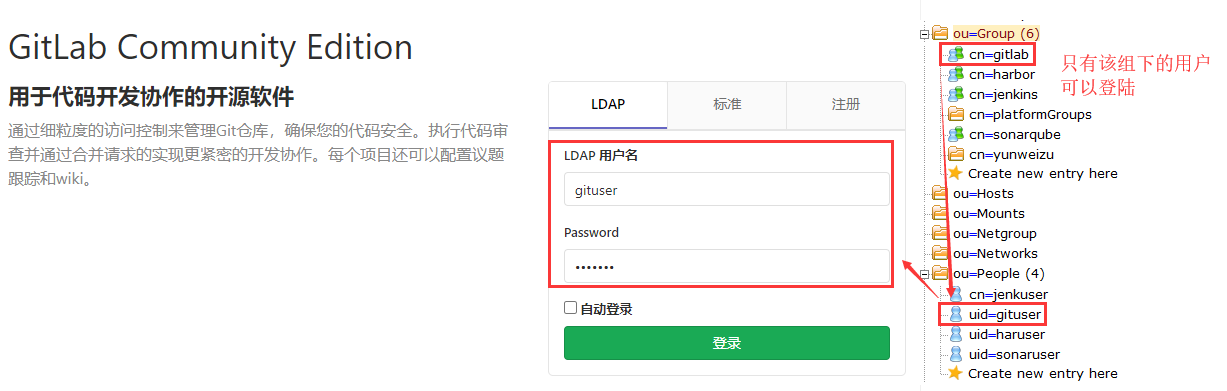 GitLab Community Edition
用于代码开发协作的开源软件
通过细粒度的访问控制来管理Git仓库，确保您的代码安全。执行代码审
查并通过合并请求的实现更紧密的开发协作。每个项目还可以配置议题
跟踪和wiki。
LDAP 标准 注册
LDAP 用户名
gituser
Password
•••••••
自动登录
登录
ou=Group (6)
cn=gitlab
cn=harbor
cn=jenkins
cn=platformGroups
cn=sonarqube
cn=yunweizu
Create new entry here
ou=Hosts
ou=Mounts
ou=Netgroup
ou=Networks
ou=People (4)
cn=jenkuser
uid=gituser
uid=haruser
uid=sonaruser
Create new entry here
只有该组下的用户
可以登陆